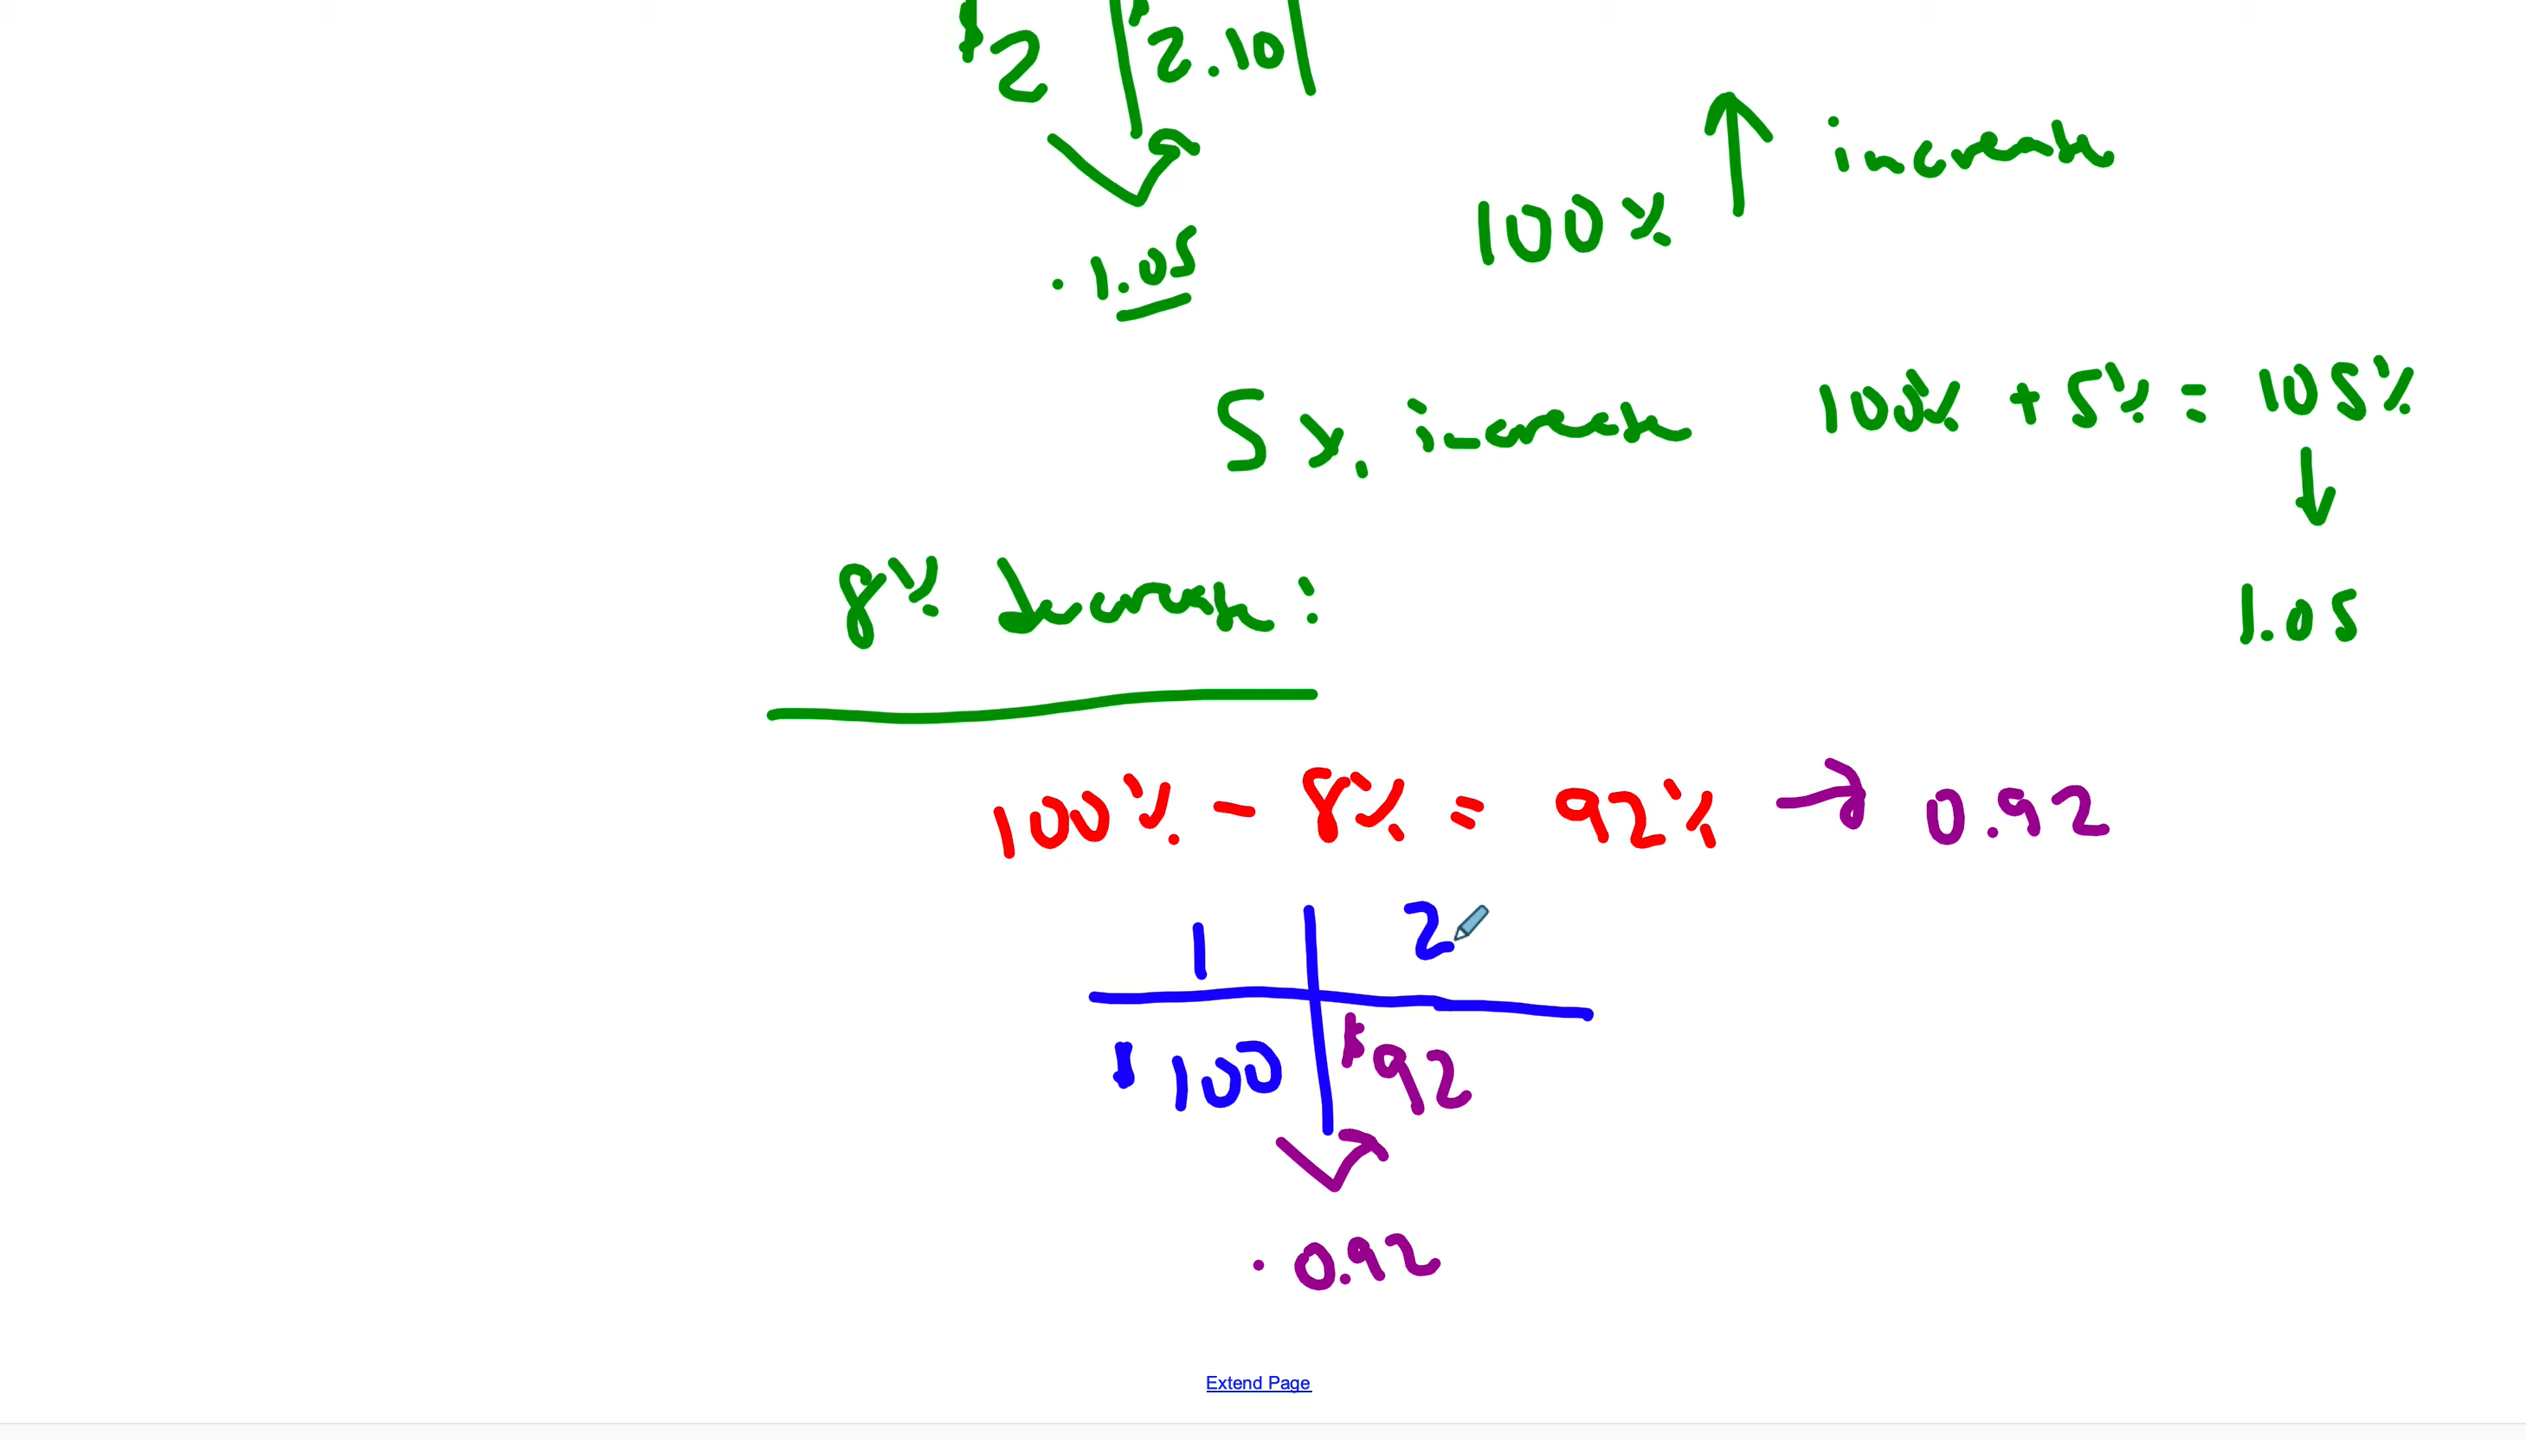 $2 $2.10
· 1.05
100% ↑ increase
5% increase 100% + 5% = 105%
↓
1.05
8% decrease:
100% - 8% = 92% → 0.92
1 2
$100 $92
· 0.92
Extend Page